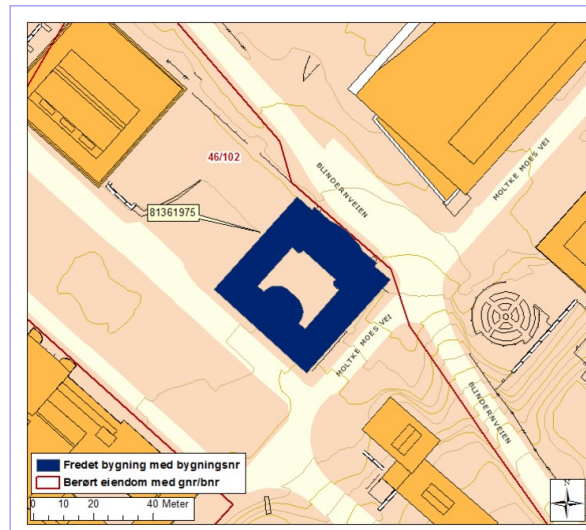 46/102
BLINDERNVEIEN
MOLTKE MOES VEI
81361975
MOLTKE MOES VEI
BLINDERNVEIEN
Fredet bygning med bygningsnr
Berørt eiendom med gnr/bnr
0 10 20 40 Meter
N